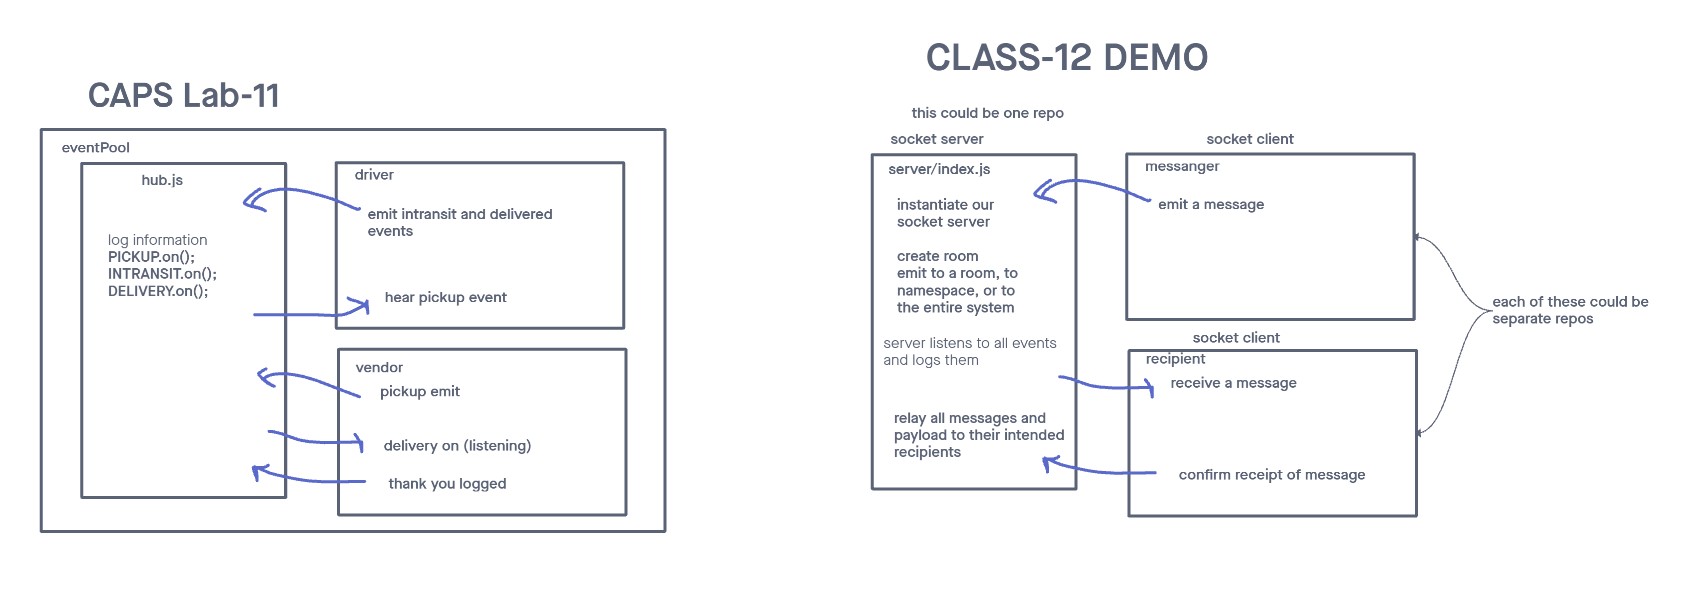 CAPS Lab-11
eventPool
hub.js
log information
PICKUP.on();
INTRANSIT.on();
DELIVERY.on();
driver
emit intransit and delivered
events
hear pickup event
vendor
pickup emit
delivery on (listening)
thank you logged
CLASS-12 DEMO
this could be one repo
socket server
server/index.js
instantiate our
socket server
create room
emit to a room, to
namespace, or to
the entire system
server listens to all events
and logs them
relay all messages and
payload to their intended
recipients
socket client
messanger
emit a message
socket client
recipient
receive a message
confirm receipt of message
each of these could be
separate repos